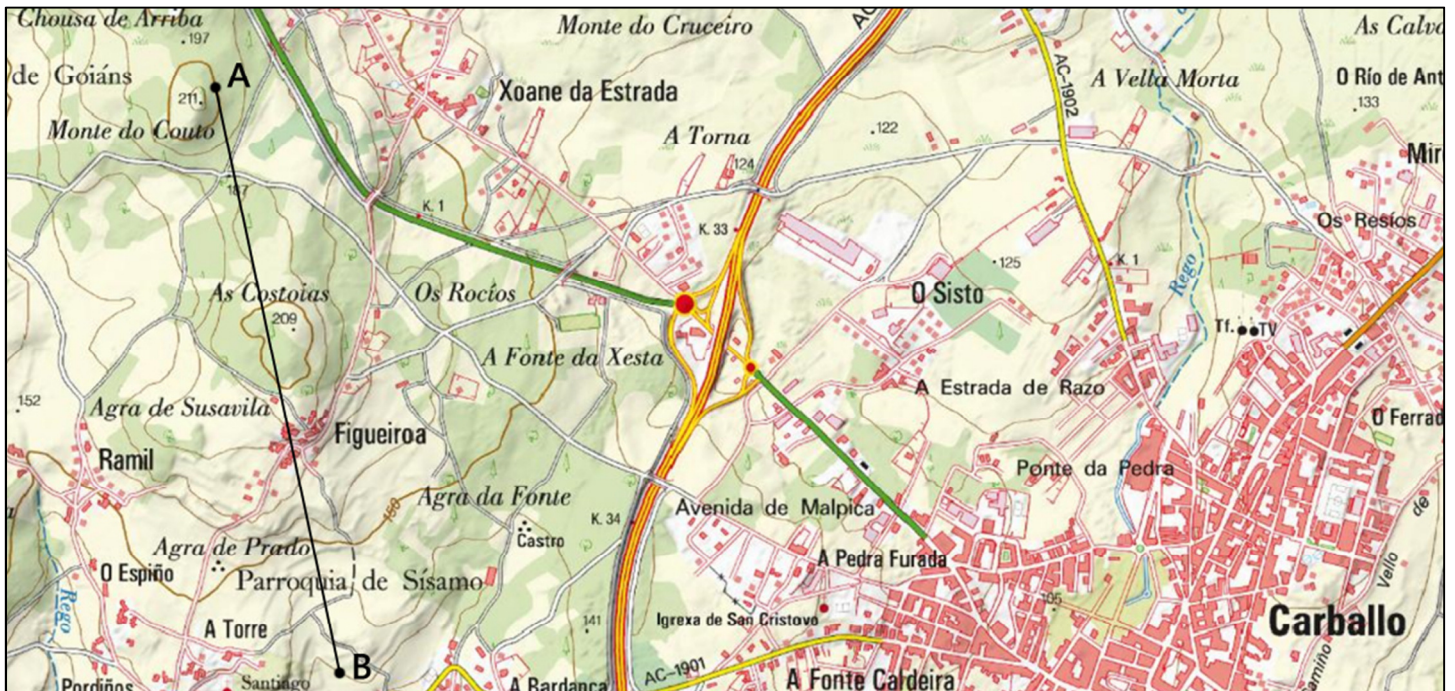 Chousa de Arriba
Monte do Cruceiro
AC
As Calvo
197
de Goiáns
A
Xoane da Estrada
AC-1902
A Vella Morta
O Río de Ant
211
133
Monte do Couto
A Torna
122
124
Mir
187
K. 1
K. 33
Os Resíos
125
K. 1
As Costoias
Os Rocíos
O Sisto
Rego
209
Tf.
TV
A Fonte da Xesta
A Estrada de Razo
152
Agra de Susavila
O Ferrad
Figueiroa
Ramil
Ponte da Pedra
Agra da Fonte
Avenida de Malpica
150
K. 34
de
Castro
Agra de Prado
A Pedra Furada
O Espiño
Parroquia de Sísamo
Vello
Rego
105
Igrexa de San Cristovo
Carballo
A Torre
141
Camiño
B
AC-1901
Pordiños
Santiago
A Bardanca
A Fonte Caldeira